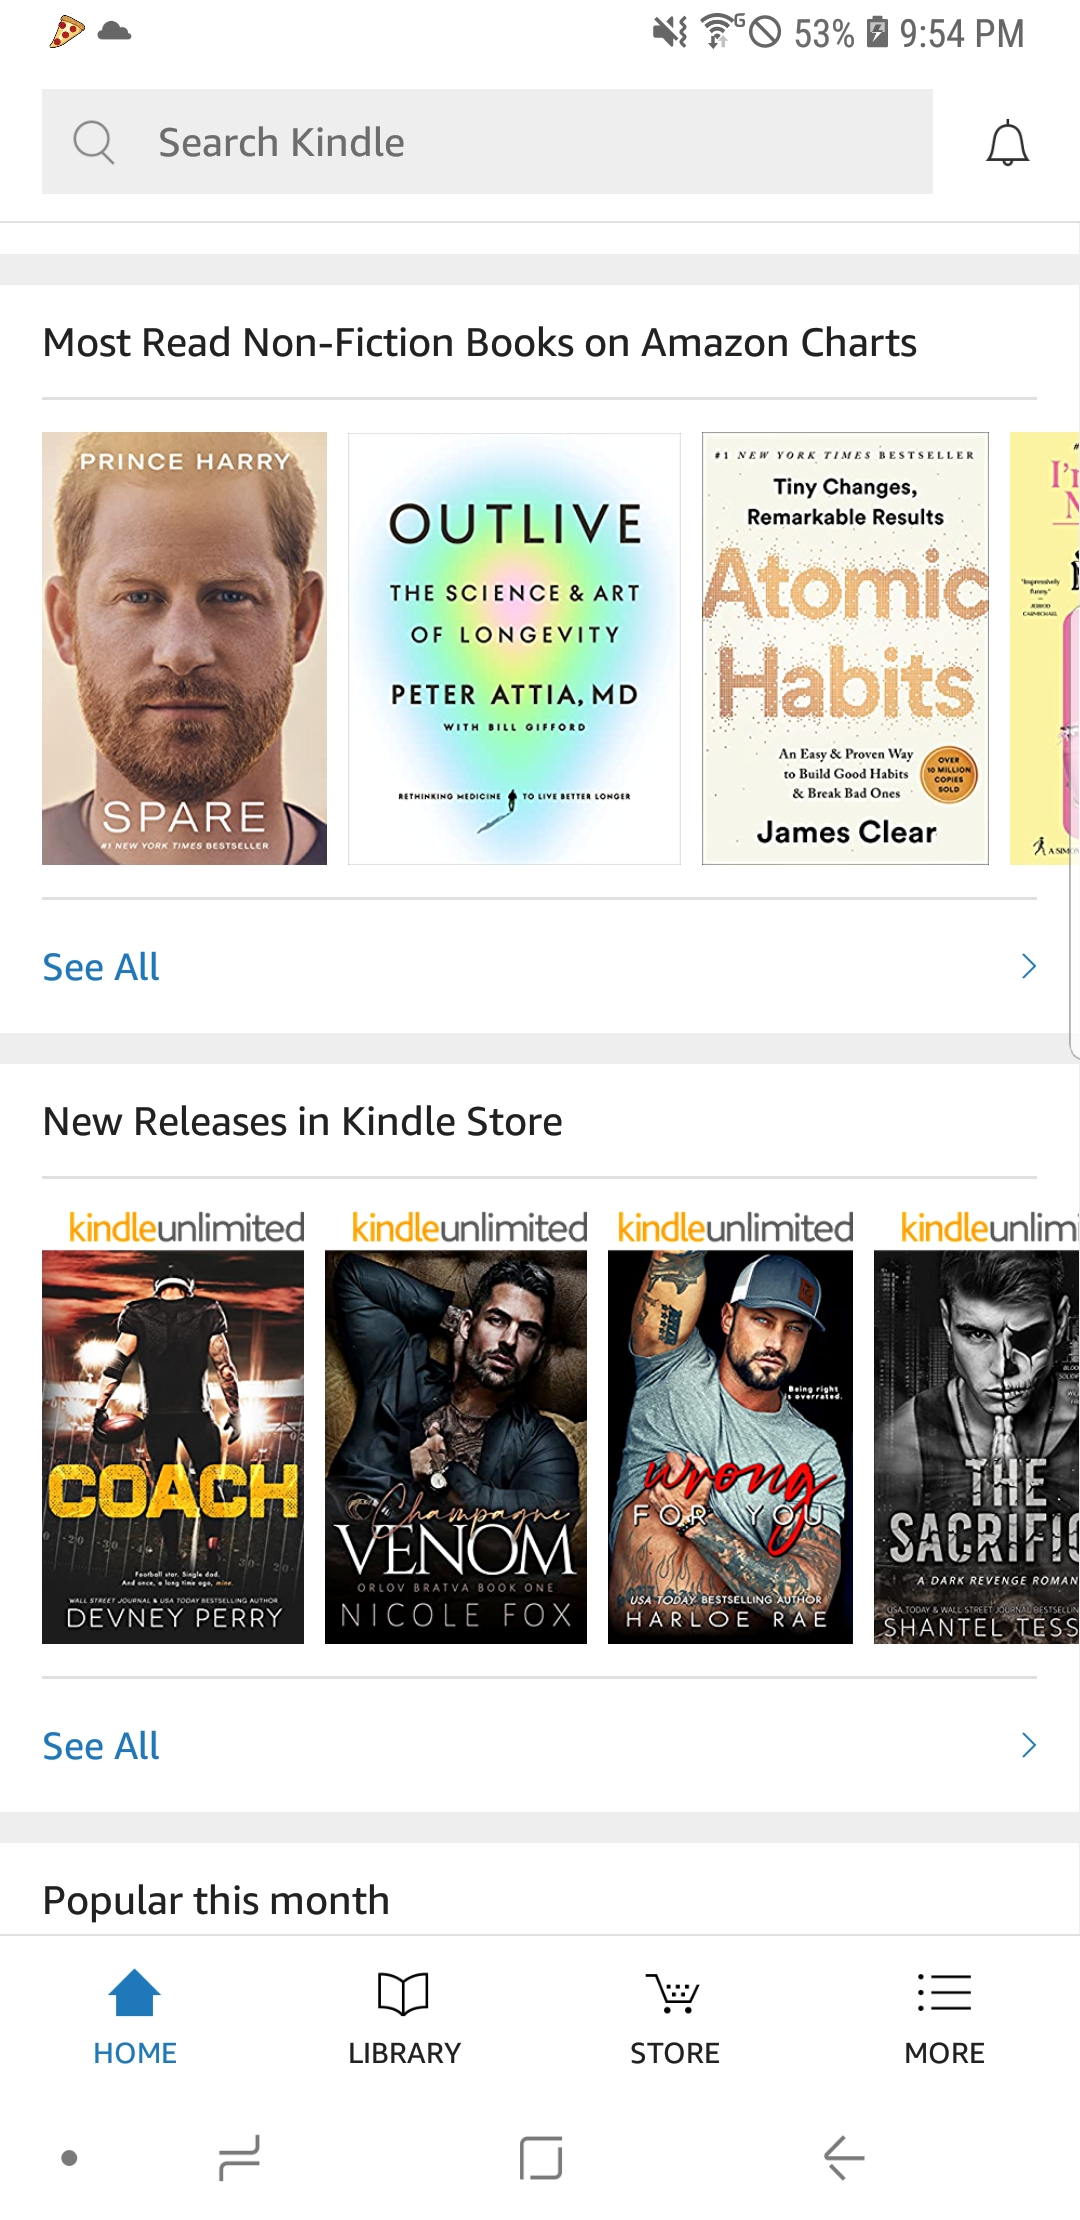 53% 9:54 PM
Search Kindle
Most Read Non-Fiction Books on Amazon Charts
PRINCE HARRY
SPARE
#1 NEW YORK TIMES BESTSELLER
OUTLIVE
THE SCIENCE & ART
OF LONGEVITY
PETER ATTIA, MD
WITH BILL GIFFORD
RETHINKING MEDICINE TO LIVE BETTER LONGER
#1 NEW YORK TIMES BESTSELLER
Tiny Changes,
Remarkable Results
Atomic
Habits
An Easy & Proven Way
to Build Good Habits
& Break Bad Ones
OVER
10 MILLION
COPIES
SOLD
James Clear
"Impressively
funny."
JERROD
CARMICHAEL
See All
New Releases in Kindle Store
kindleunlimited
COACH
Football star. Single dad.
And once, a long time ago, mine.
WALL STREET JOURNAL & USA TODAY BESTSELLING AUTHOR
DEVNEY PERRY
kindleunlimited
Champagne
VENOM
ORLOV BRATVA BOOK ONE
NICOLE FOX
kindleunlimited
Being right
is overrated.
wrong
FOR YOU
USA TODAY BESTSELLING AUTHOR
HARLOE RAE
kindleunlim
THE
SACRIFIC
A DARK REVENGE ROMAN
USA TODAY & WALL STREET JOURNAL BESTSELLIN
SHANTEL TESS
See All
Popular this month
HOME
LIBRARY
STORE
MORE